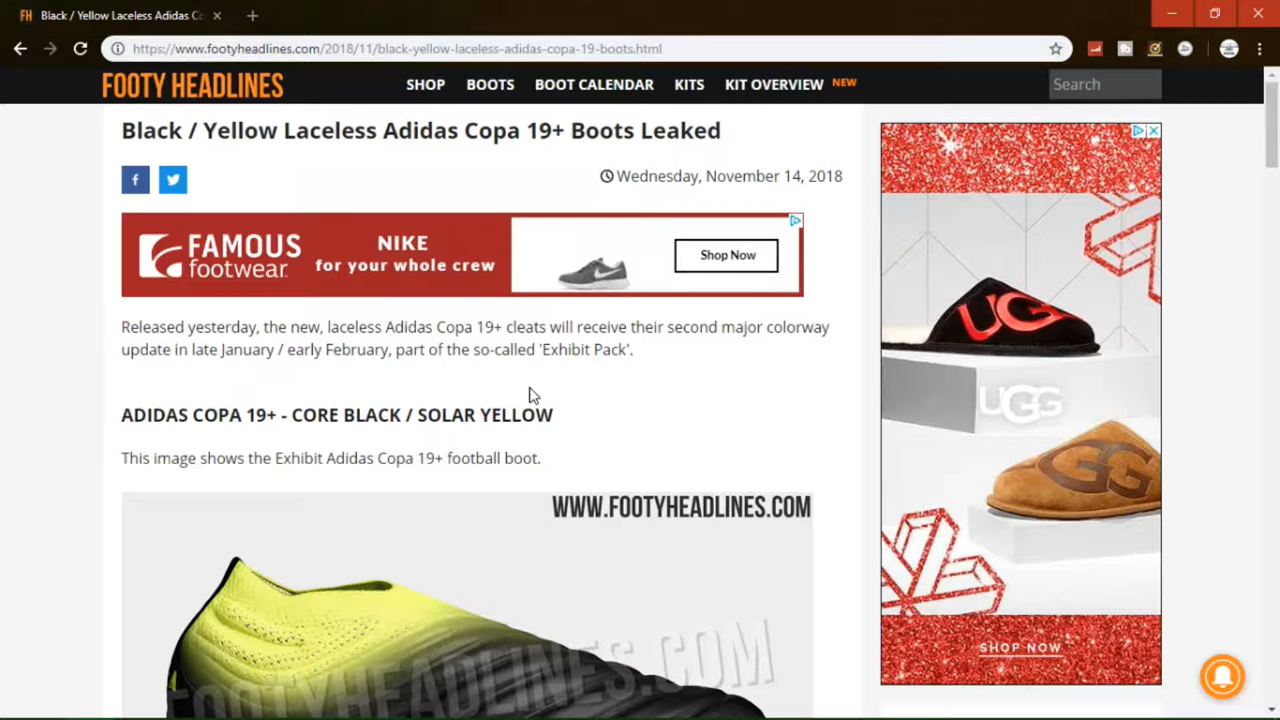 Black / Yellow Laceless Adidas Co
https://www.footyheadlines.com/2018/11/black-yellow-laceless-adidas-copa-19-boots.html
FOOTY HEADLINES
SHOP
BOOTS
BOOT CALENDAR
KITS
KIT OVERVIEW
NEW
Search
Black / Yellow Laceless Adidas Copa 19+ Boots Leaked
Wednesday, November 14, 2018
FAMOUS
footwear.
NIKE
for your whole crew
Shop Now
Released yesterday, the new, laceless Adidas Copa 19+ cleats will receive their second major colorway
update in late January / early February, part of the so-called 'Exhibit Pack'.
ADIDAS COPA 19+ - CORE BLACK / SOLAR YELLOW
This image shows the Exhibit Adidas Copa 19+ football boot.
WWW.FOOTYHEADLINES.COM
FOOTYHEADLINES.COM
UGG
UGG
UGG
SHOP NOW